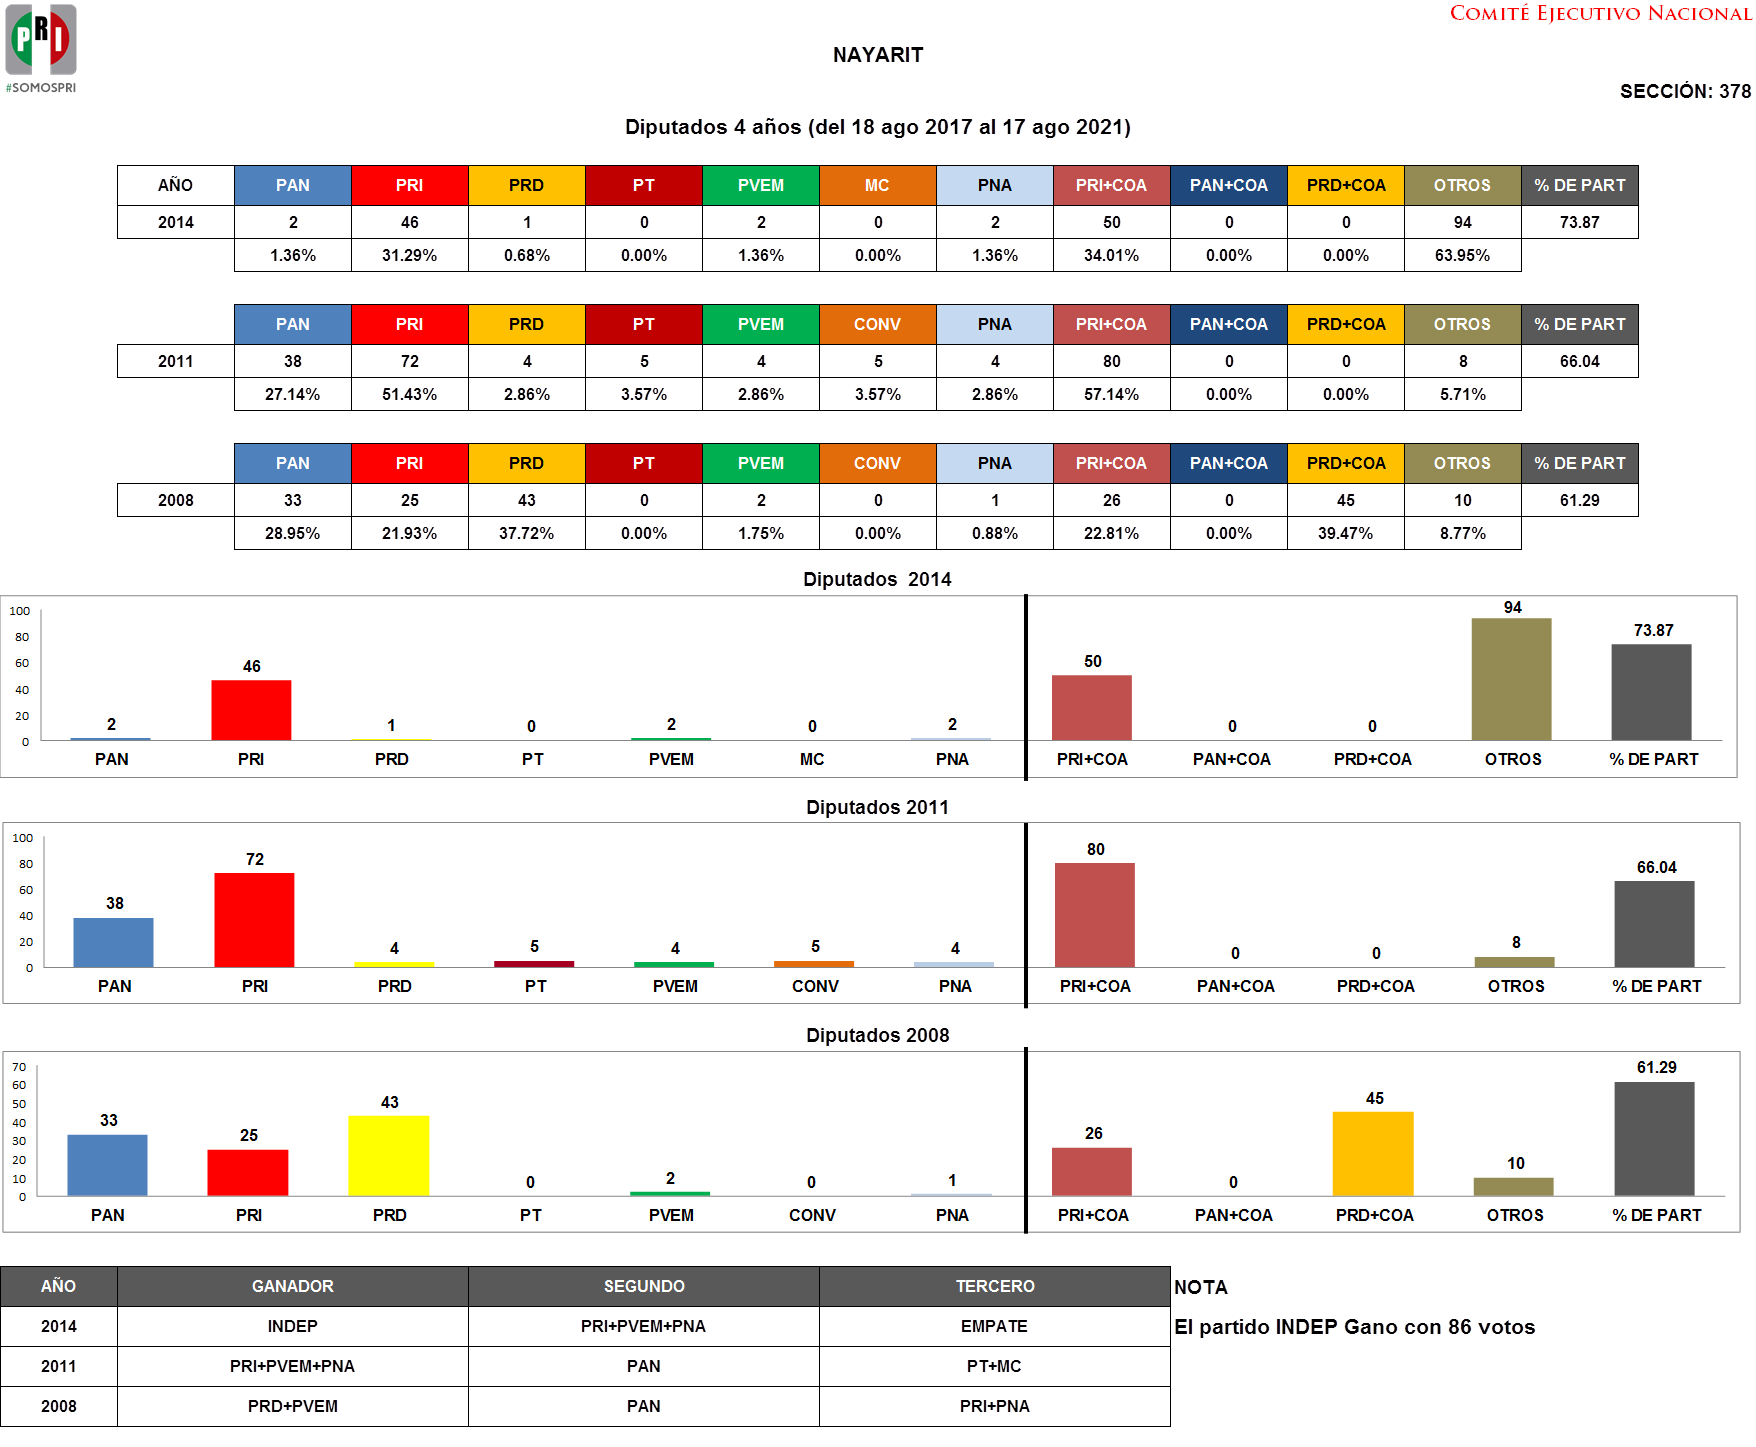 PRI
#SOMOSPRI
COMITÉ EJECUTIVO NACIONAL
NAYARIT
SECCIÓN: 378
Diputados 4 años (del 18 ago 2017 al 17 ago 2021)
AÑO PAN PRI PRD PT PVEM MC PNA PRI+COA PAN+COA PRD+COA OTROS % DE PART
2014 2 46 1 0 2 0 2 50 0 0 94 73.87
1.36% 31.29% 0.68% 0.00% 1.36% 0.00% 1.36% 34.01% 0.00% 0.00% 63.95%
PAN PRI PRD PT PVEM CONV PNA PRI+COA PAN+COA PRD+COA OTROS % DE PART
2011 38 72 4 5 4 5 4 80 0 0 8 66.04
27.14% 51.43% 2.86% 3.57% 2.86% 3.57% 2.86% 57.14% 0.00% 0.00% 5.71%
PAN PRI PRD PT PVEM CONV PNA PRI+COA PAN+COA PRD+COA OTROS % DE PART
2008 33 25 43 0 2 0 1 26 0 45 10 61.29
28.95% 21.93% 37.72% 0.00% 1.75% 0.00% 0.88% 22.81% 0.00% 39.47% 8.77%
Diputados 2014
100
80
60
40
20
0
2 46 1 0 2 0 2 50 0 0 94 73.87
PAN PRI PRD PT PVEM MC PNA PRI+COA PAN+COA PRD+COA OTROS % DE PART
Diputados 2011
100
80
60
40
20
0
38 72 4 5 4 5 4 80 0 0 8 66.04
PAN PRI PRD PT PVEM CONV PNA PRI+COA PAN+COA PRD+COA OTROS % DE PART
Diputados 2008
70
60
50
40
30
20
10
0
33 25 43 0 2 0 1 26 0 45 10 61.29
PAN PRI PRD PT PVEM CONV PNA PRI+COA PAN+COA PRD+COA OTROS % DE PART
AÑO GANADOR SEGUNDO TERCERO NOTA
2014 INDEP PRI+PVEM+PNA EMPATE El partido INDEP Gano con 86 votos
2011 PRI+PVEM+PNA PAN PT+MC
2008 PRD+PVEM PAN PRI+PNA